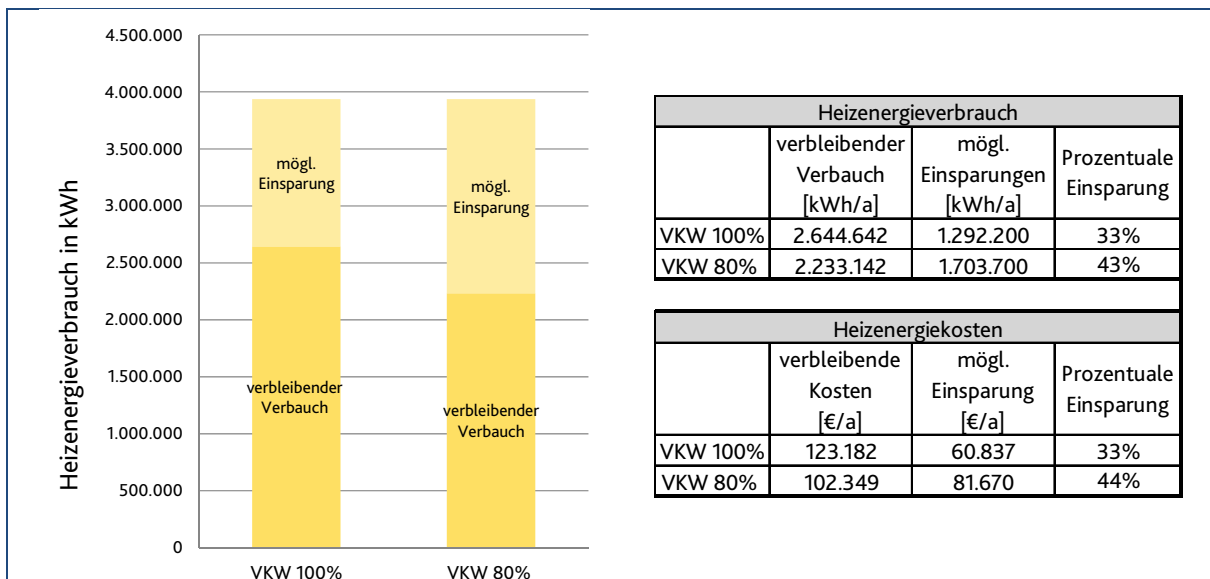 4.500.000
4.000.000
3.500.000
3.000.000
2.500.000
2.000.000
1.500.000
1.000.000
500.000
0
Heizenergieverbrauch in kWh
mögl.
Einsparung
verbleibender
Verbauch
mögl.
Einsparung
verbleibender
Verbauch
VKW 100% VKW 80%
Heizenergieverbrauch
verbleibender
Verbauch
[kWh/a]
mögl.
Einsparungen
[kWh/a]
Prozentuale
Einsparung
VKW 100% 2.644.642 1.292.200 33%
VKW 80% 2.233.142 1.703.700 43%
Heizenergiekosten
verbleibende
Kosten
[€/a]
mögl.
Einsparung
[€/a]
Prozentuale
Einsparung
VKW 100% 123.182 60.837 33%
VKW 80% 102.349 81.670 44%